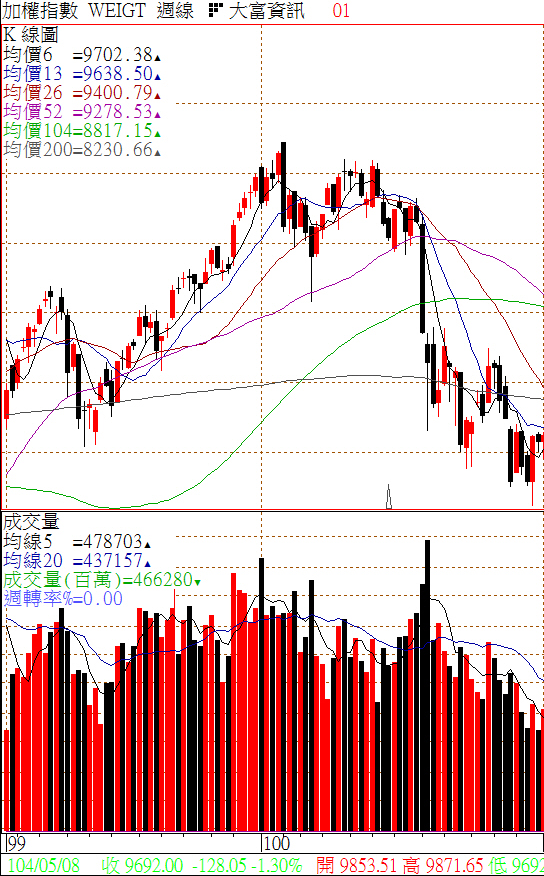 加權指數 WEIGT 週線 大富資訊 01
K 線圖
均價6 =9702.38▲
均價13 =9638.50▲
均價26 =9400.79▲
均價52 =9278.53▲
均價104=8817.15▲
均價200=8230.66▲
成交量
均線5 =478703▲
均線20 =437157▲
成交量(百萬)=466280▼
週轉率%=0.00
99 100
104/05/08 收 9692.00 -128.05 -1.30% 開 9853.51 高 9871.65 低 9692